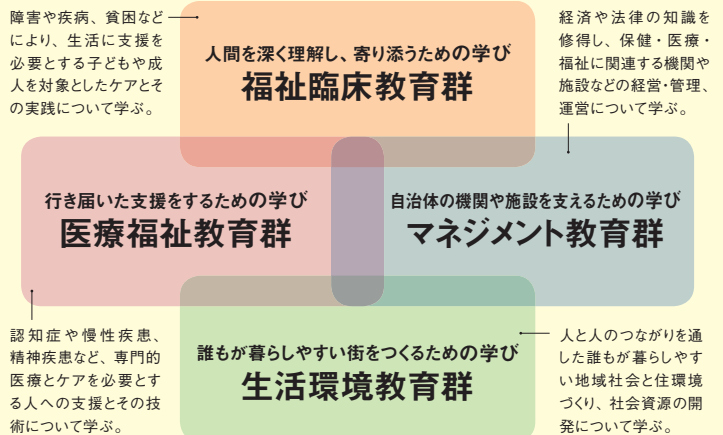 障害や疾病、貧困など
により、生活に支援を
必要とする子どもや成
人を対象としたケアとそ
の実践について学ぶ。
人間を深く理解し、寄り添うための学び
福祉臨床教育群
経済や法律の知識を
修得し、保健・医療・
福祉に関連する機関や
施設などの経営・管理、
運営について学ぶ。
行き届いた支援をするための学び
医療福祉教育群
自治体の機関や施設を支えるための学び
マネジメント教育群
認知症や慢性疾患、
精神疾患など、専門的
医療とケアを必要とす
る人への支援とその技
術について学ぶ。
誰もが暮らしやすい街をつくるための学び
生活環境教育群
人と人のつながりを通
した誰もが暮らしやす
い地域社会と住環境
づくり、社会資源の開
発について学ぶ。